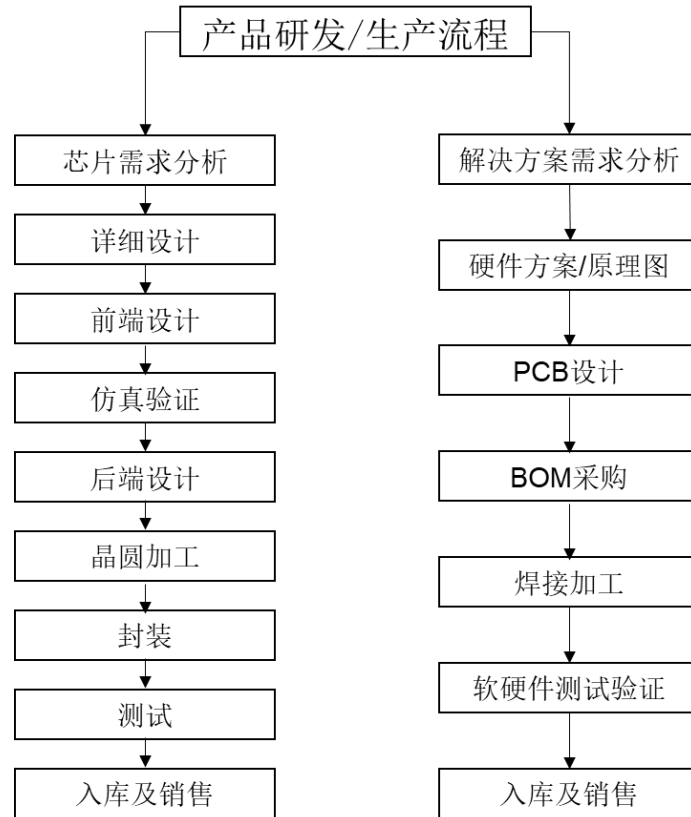 产品研发/生产流程
芯片需求分析
详细设计
前端设计
仿真验证
后端设计
晶圆加工
封装
测试
入库及销售
解决方案需求分析
硬件方案/原理图
PCB设计
BOM采购
焊接加工
软硬件测试验证
入库及销售